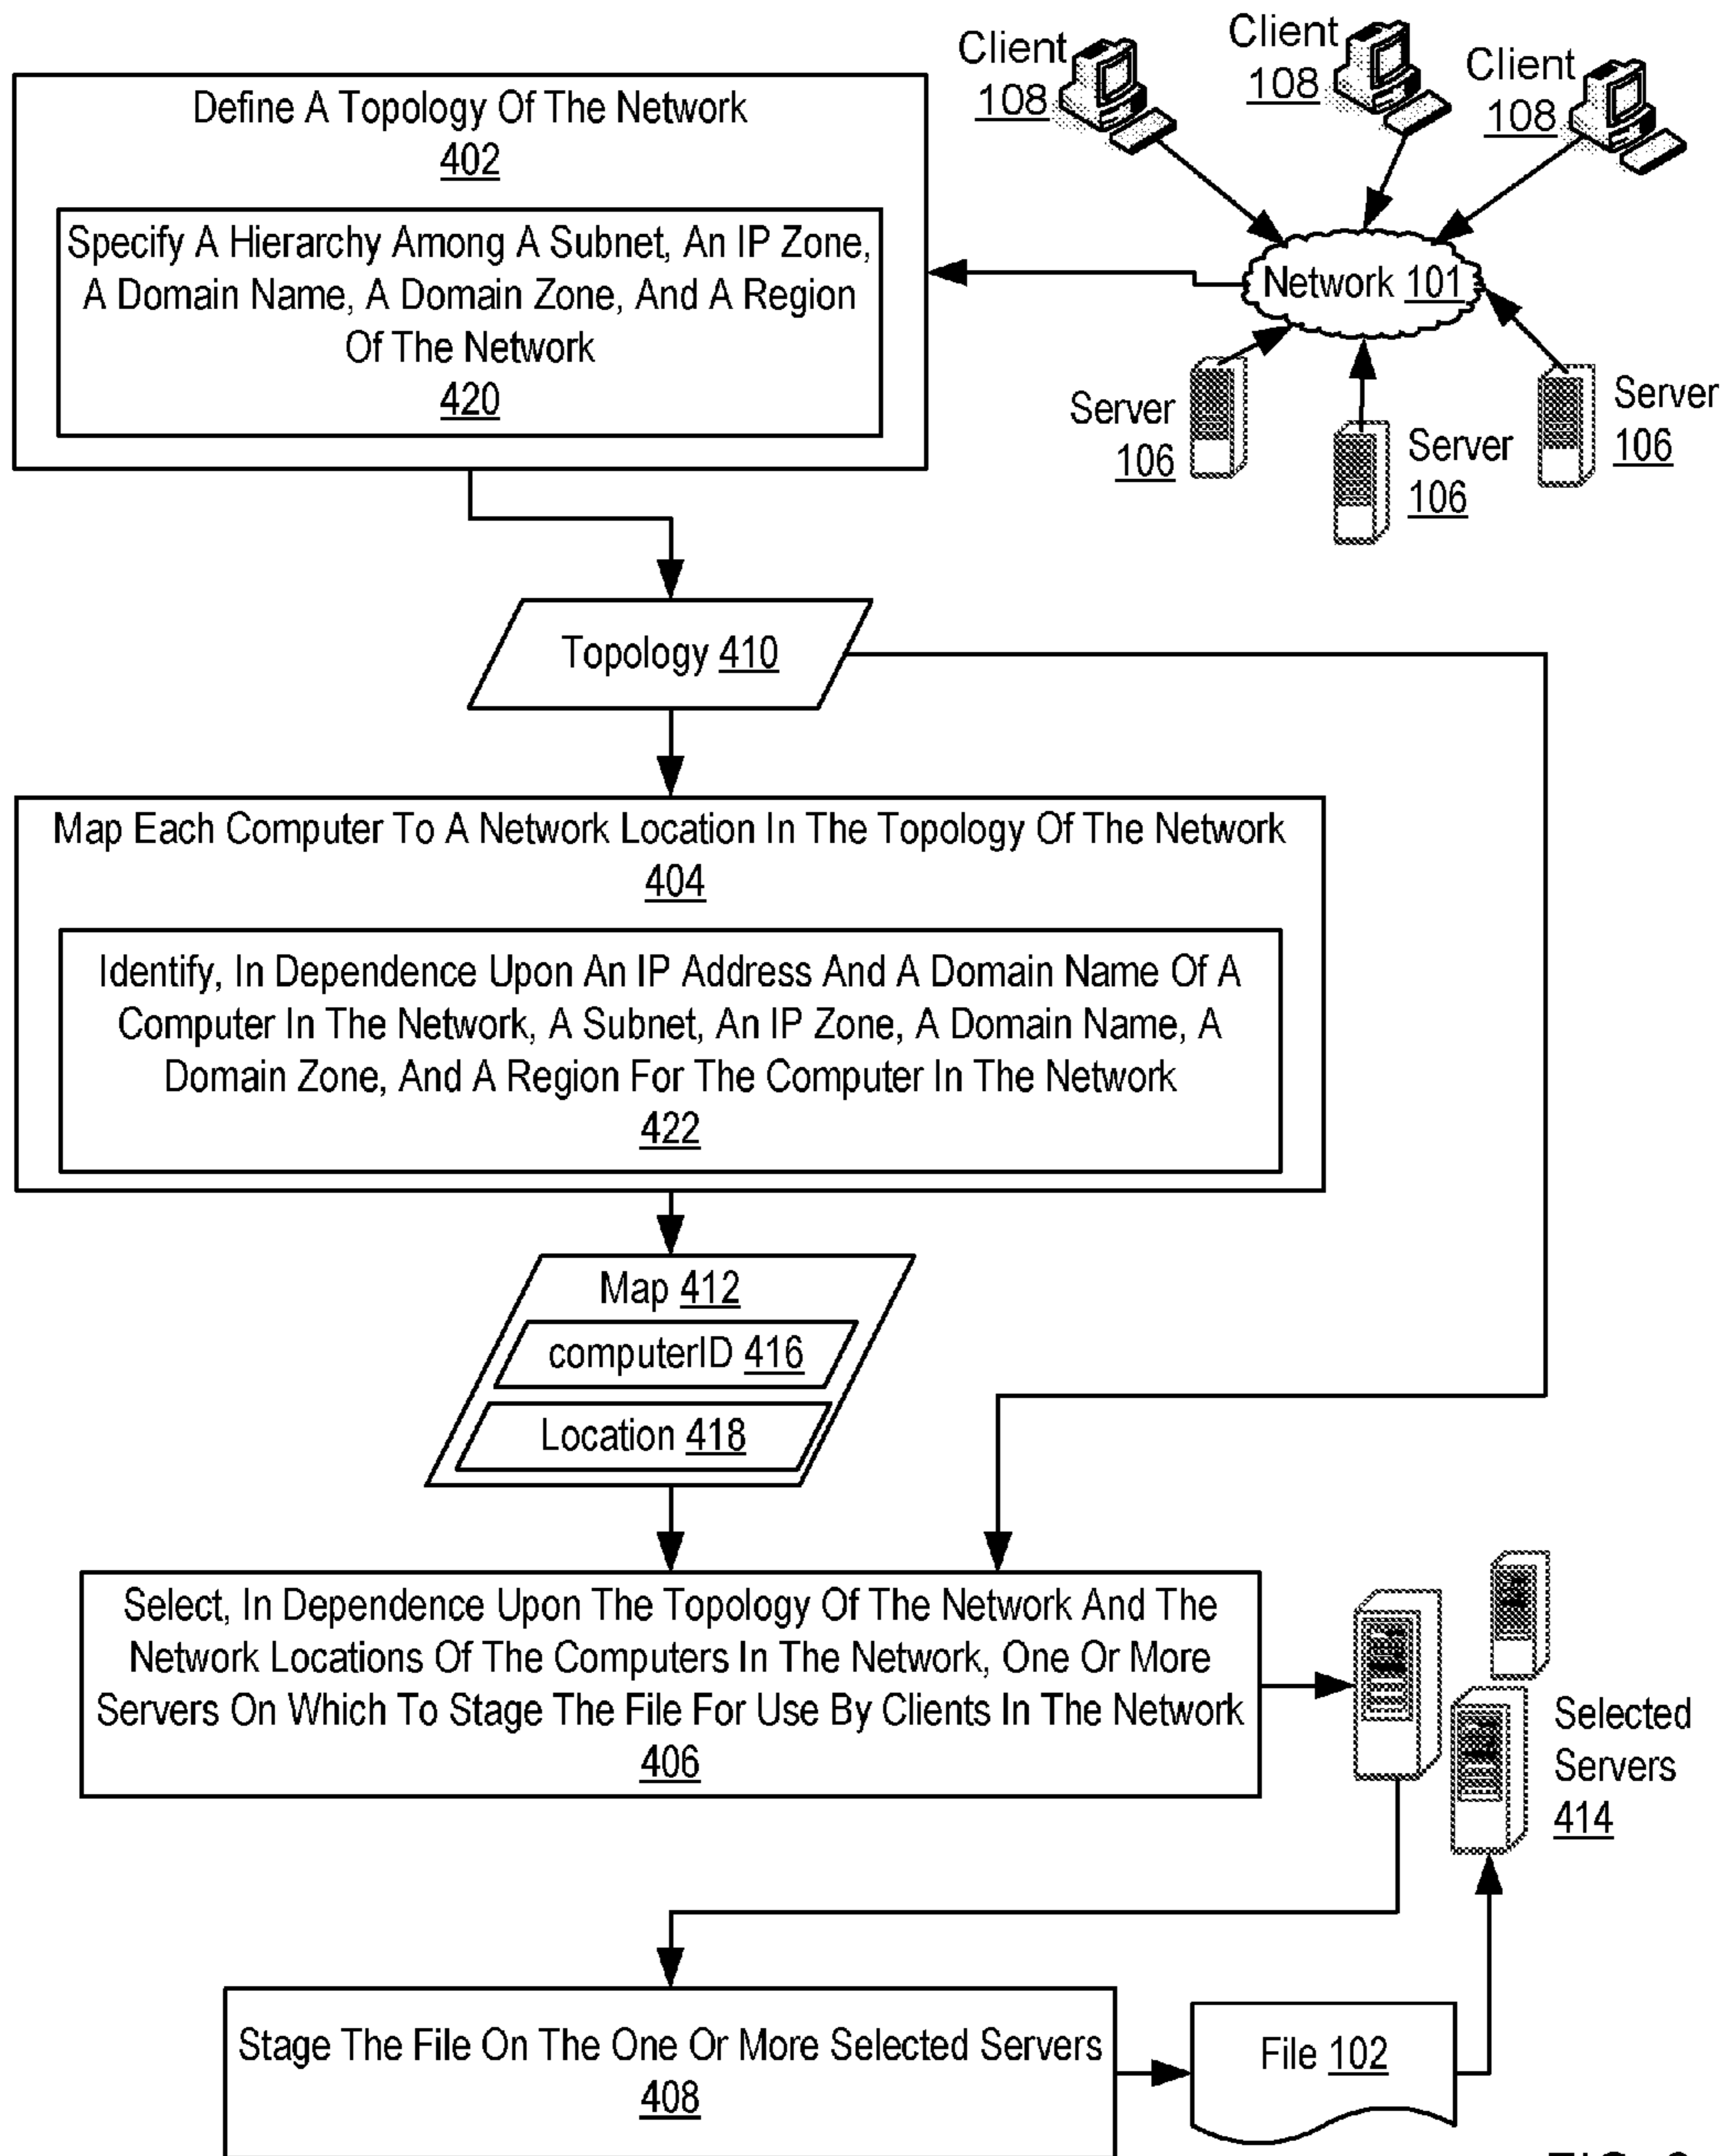 Client
108
Client
108
Client
108
Define A Topology Of The Network
402
Specify A Hierarchy Among A Subnet, An IP Zone,
A Domain Name, A Domain Zone, And A Region
Of The Network
420
Network 101
Server
106
Server
106
Server
106
Topology 410
Map Each Computer To A Network Location In The Topology Of The Network
404
Identify, In Dependence Upon An IP Address And A Domain Name Of A
Computer In The Network, A Subnet, An IP Zone, A Domain Name, A
Domain Zone, And A Region For The Computer In The Network
422
Map 412
computerID 416
Location 418
Select, In Dependence Upon The Topology Of The Network And The
Network Locations Of The Computers In The Network, One Or More
Servers On Which To Stage The File For Use By Clients In The Network
406
Selected
Servers
414
Stage The File On The One Or More Selected Servers
408
File 102